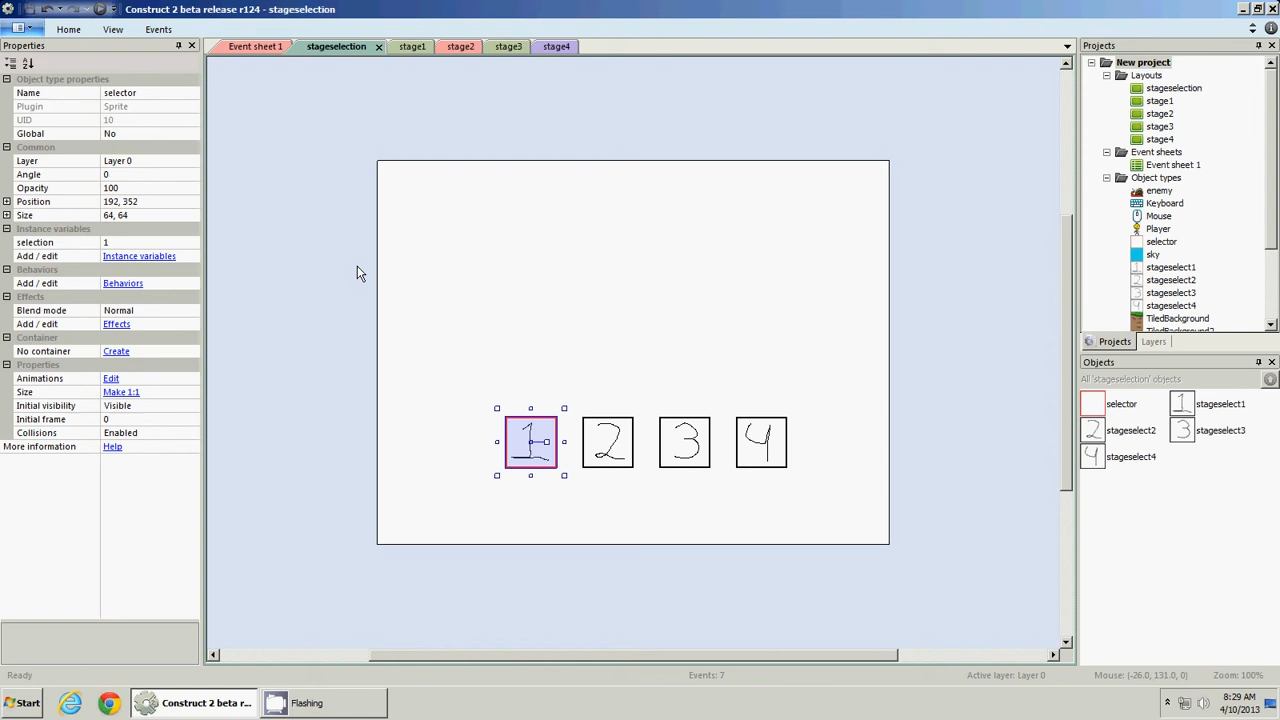 Construct 2 beta release r124 - stageselection
Home View Events
Properties
Object type properties
Name selector
Plugin Sprite
UID 10
Global No
Common
Layer Layer 0
Angle 0
Opacity 100
Position 192, 352
Size 64, 64
Instance variables
selection 1
Add / edit Instance variables
Behaviors
Add / edit Behaviors
Effects
Blend mode Normal
Add / edit Effects
Container
No container Create
Properties
Animations Edit
Size Make 1:1
Initial visibility Visible
Initial frame 0
Collisions Enabled
More information Help
Event sheet 1 stageselection stage1 stage2 stage3 stage4
1 2 3 4
Projects
New project
Layouts
stageselection
stage1
stage2
stage3
stage4
Event sheets
Event sheet 1
Object types
enemy
Keyboard
Mouse
Player
selector
sky
stageselect1
stageselect2
stageselect3
stageselect4
TiledBackground
TiledBackground2
Projects Layers
Objects
All 'stageselection' objects
selector stageselect1
stageselect2 stageselect3
stageselect4
Ready Events: 7 Active layer: Layer 0 Mouse: (-26.0, 131.0, 0) Zoom: 100%
Start Construct 2 beta r... Flashing
8:29 AM
4/10/2013